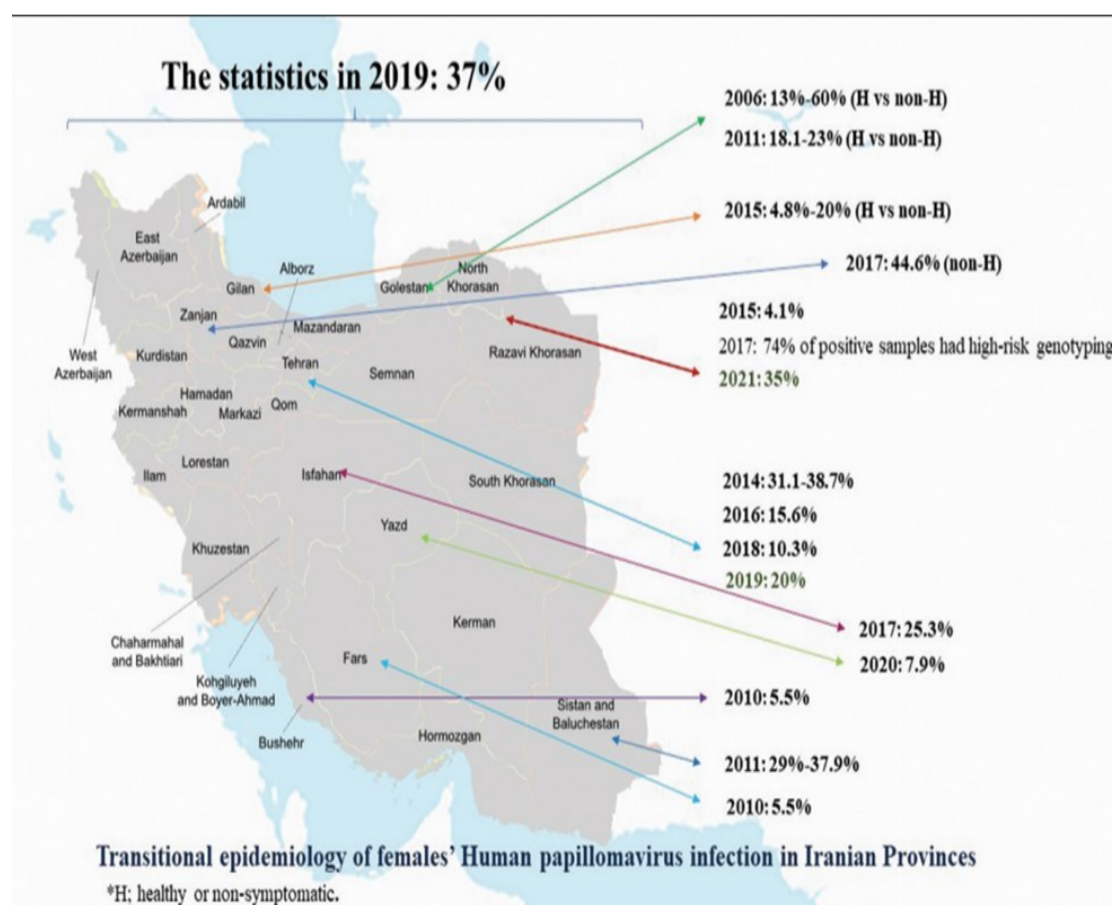 The statistics in 2019: 37%
2006: 13%-60% (H vs non-H)
2011: 18.1-23% (H vs non-H)
2015: 4.8%-20% (H vs non-H)
2017: 44.6% (non-H)
2015: 4.1%
2017: 74% of positive samples had high-risk genotyping
2021: 35%
2014: 31.1-38.7%
2016: 15.6%
2018: 10.3%
2019: 20%
2017: 25.3%
2020: 7.9%
2010: 5.5%
2011: 29%-37.9%
2010: 5.5%
Ardabil
East
Azerbaijan
Alborz
North
Khorasan
Gilan
Golestan
Zanjan
Mazandaran
Qazvin
West
Azerbaijan
Kurdistan
Tehran
Razavi Khorasan
Semnan
Hamadan
Kermanshah
Markazi
Qom
Lorestan
Ilam
Isfahan
South Khorasan
Yazd
Khuzestan
Kerman
Chaharmahal
and Bakhtiari
Fars
Kohgiluyeh
and Boyer-Ahmad
Sistan and
Baluchestan
Bushehr
Hormozgan
Transitional epidemiology of females' Human papillomavirus infection in Iranian Provinces
*H; healthy or non-symptomatic.